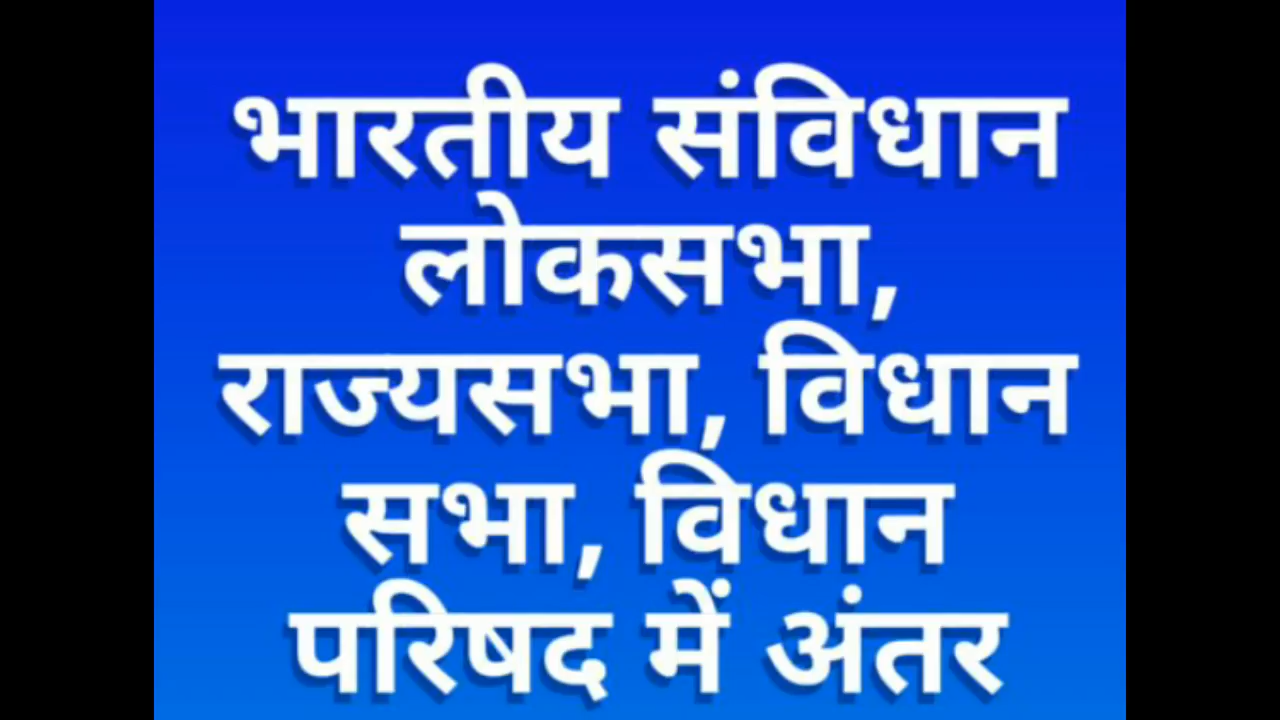 भारतीय संविधान
लोकसभा,
राज्यसभा, विधान
सभा, विधान
परिषद में अंतर